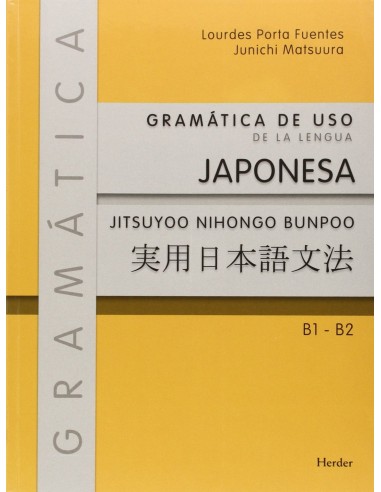 Lourdes Porta Fuentes
Junichi Matsuura
GRAMÁTICA
GRAMÁTICA DE USO
DE LA LENGUA
JAPONESA
JITSUYOO NIHONGO BUNPOO
実用日本語文法
B1 - B2
Herder